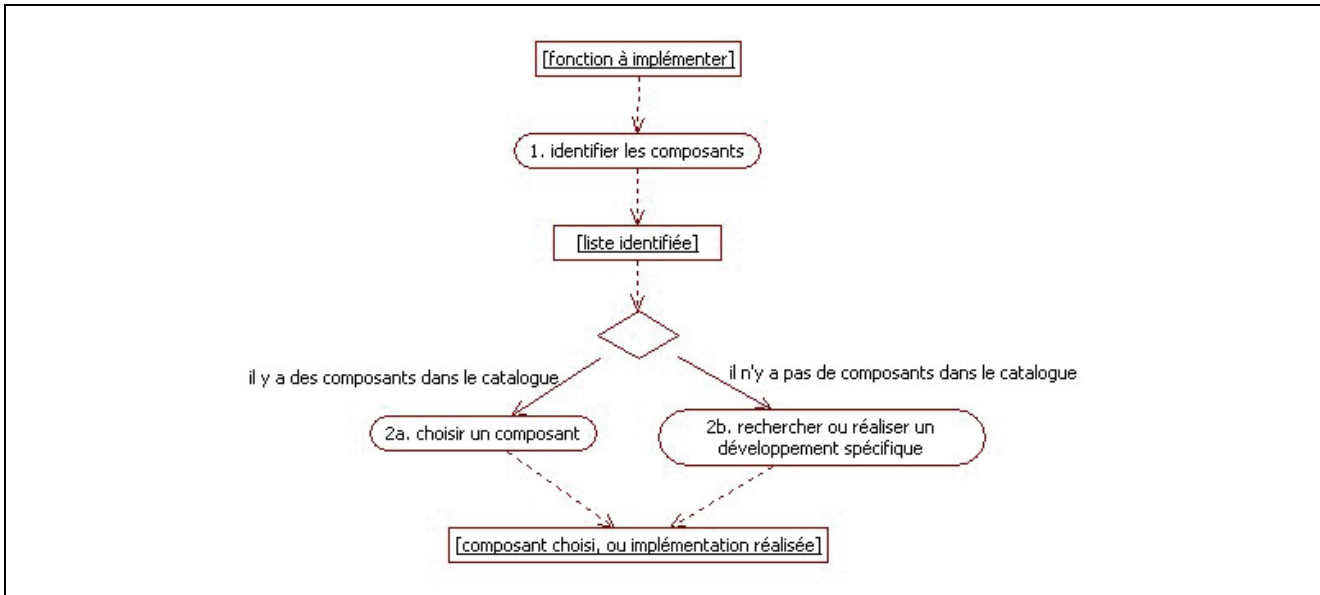 [fonction à implémenter]
1. identifier les composants
[liste identifiée]
il y a des composants dans le catalogue
il n'y a pas de composants dans le catalogue
2a. choisir un composant
2b. rechercher ou réaliser un
développement spécifique
[composant choisi, ou implémentation réalisée]